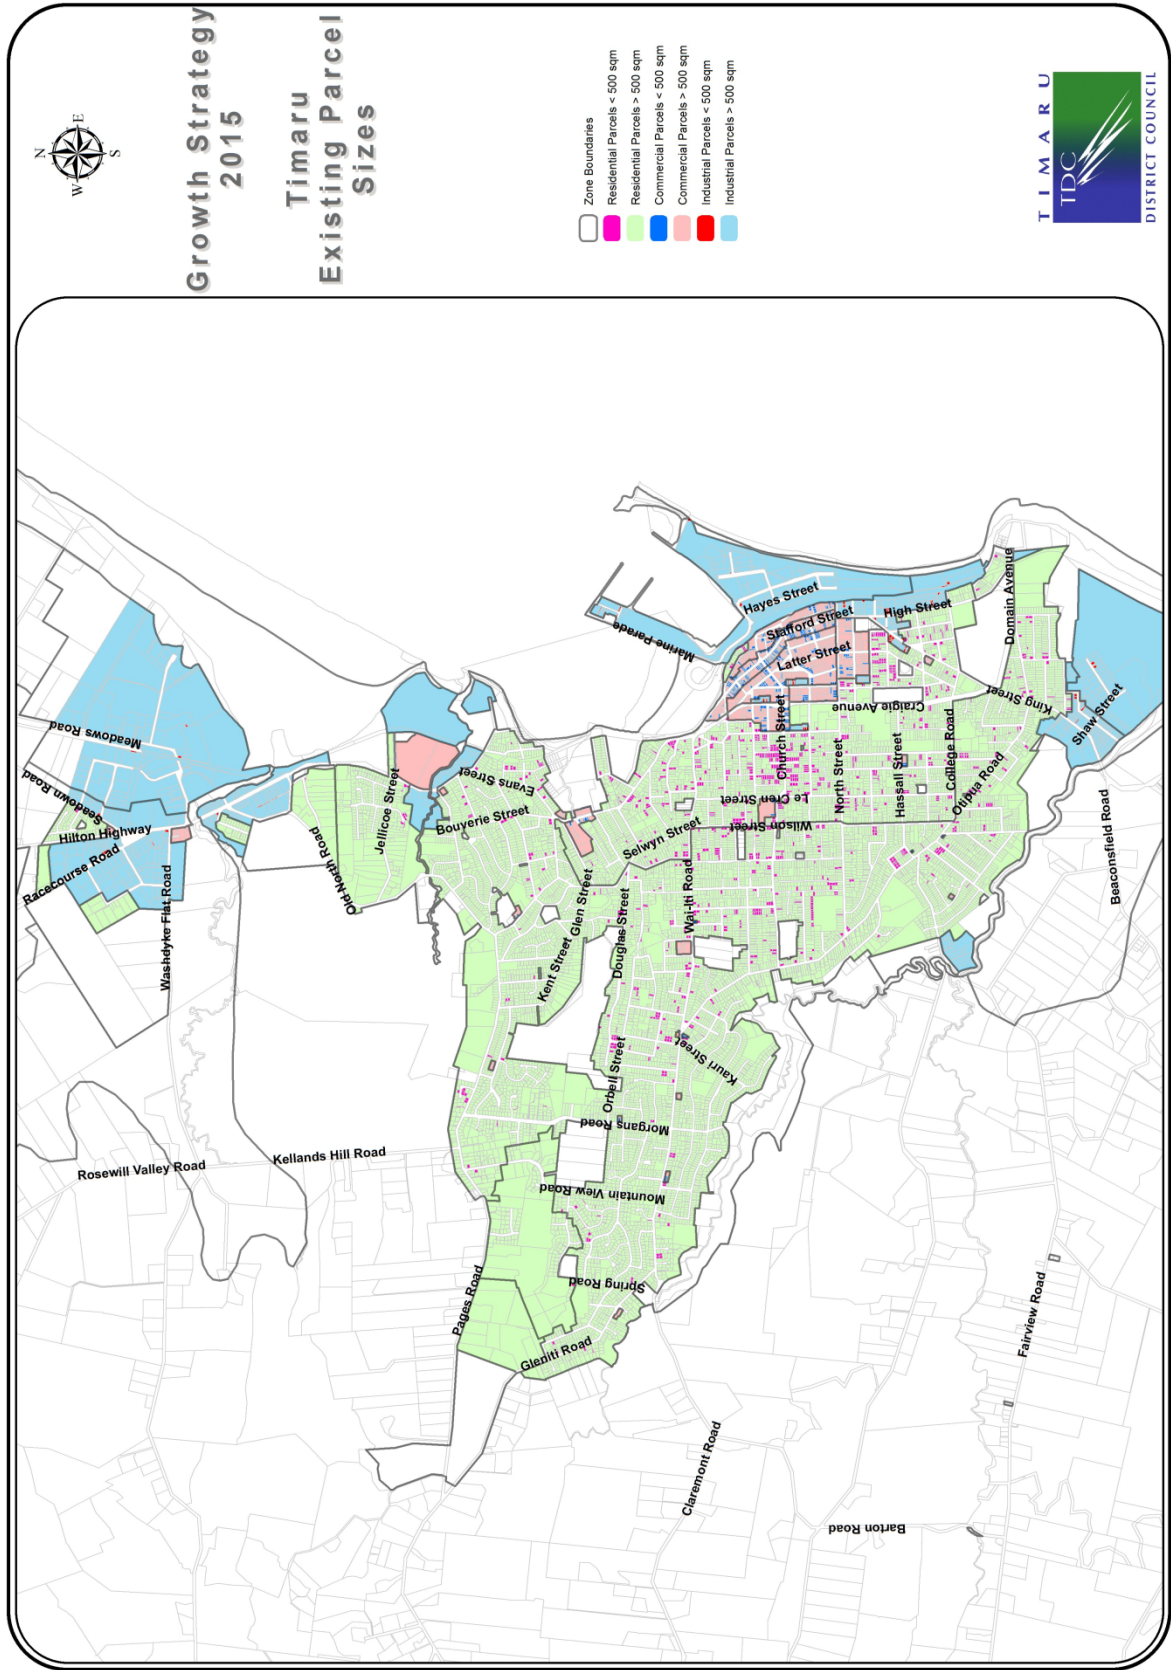 N
W
E
S
Growth Strategy
2015
Timaru
Existing Parcel
Sizes
Zone Boundaries
Residential Parcels < 500 sqm
Residential Parcels > 500 sqm
Commercial Parcels < 500 sqm
Commercial Parcels > 500 sqm
Industrial Parcels < 500 sqm
Industrial Parcels > 500 sqm
TIMARU
TDC
DISTRICT COUNCIL
Meadows Road
Seadown Road
Hilton Highway
Racecourse Road
Washdyke Flat Road
Old North Road
Jellicoe Street
Evans Street
Bouverie Street
Rosewill Valley Road
Kellands Hill Road
Pages Road
Gleniti Road
Spring Road
Mountain View Road
Morgans Road
Orbell Street
Kauri Street
Kent Street
Glen Street
Douglas Street
Wai-Iti Road
Selwyn Street
Wilson Street
Le Cren Street
Church Street
North Street
Hassall Street
College Road
Otipua Road
Craigie Avenue
King Street
Domain Avenue
Shaw Street
High Street
Stafford Street
Latter Street
Hayes Street
Marine Parade
Beaconsfield Road
Fairview Road
Claremont Road
Barton Road